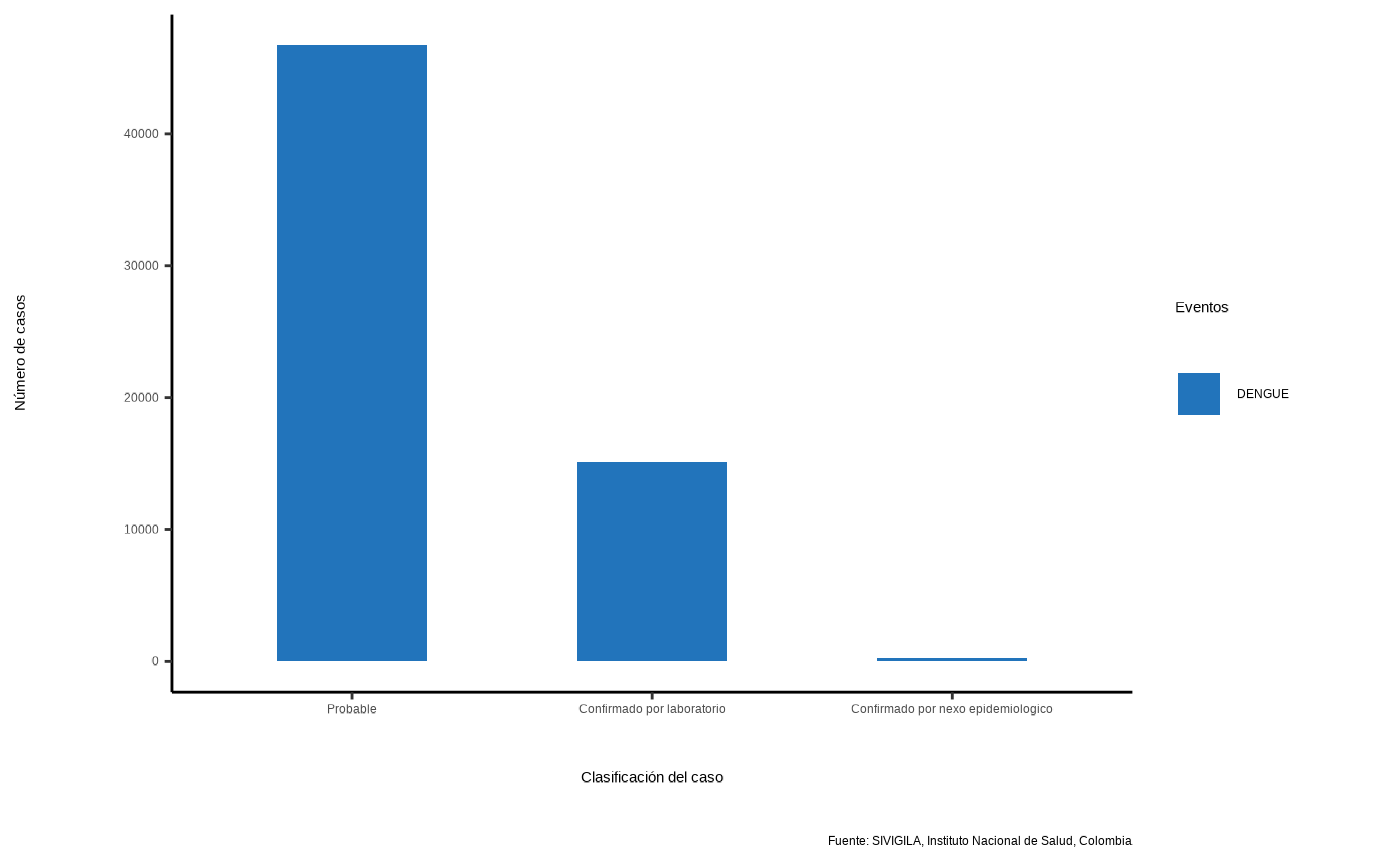 Número de casos
40000
30000
20000
10000
0
Probable
Confirmado por laboratorio
Confirmado por nexo epidemiologico
Clasificación del caso
Eventos
DENGUE
Fuente: SIVIGILA, Instituto Nacional de Salud, Colombia